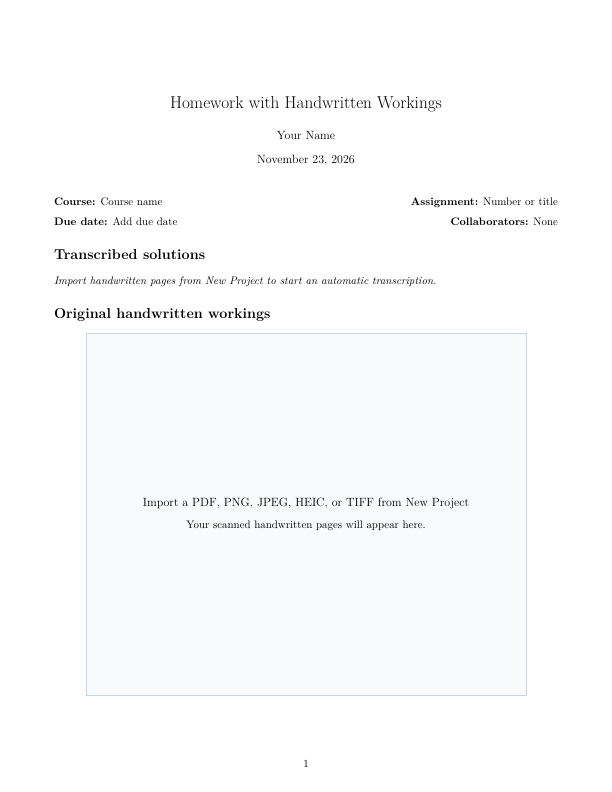 Homework with Handwritten Workings
Your Name
November 23, 2026
Course: Course name
Assignment: Number or title
Due date: Add due date
Collaborators: None
Transcribed solutions
Import handwritten pages from New Project to start an automatic transcription.
Original handwritten workings
Import a PDF, PNG, JPEG, HEIC, or TIFF from New Project
Your scanned handwritten pages will appear here.
1